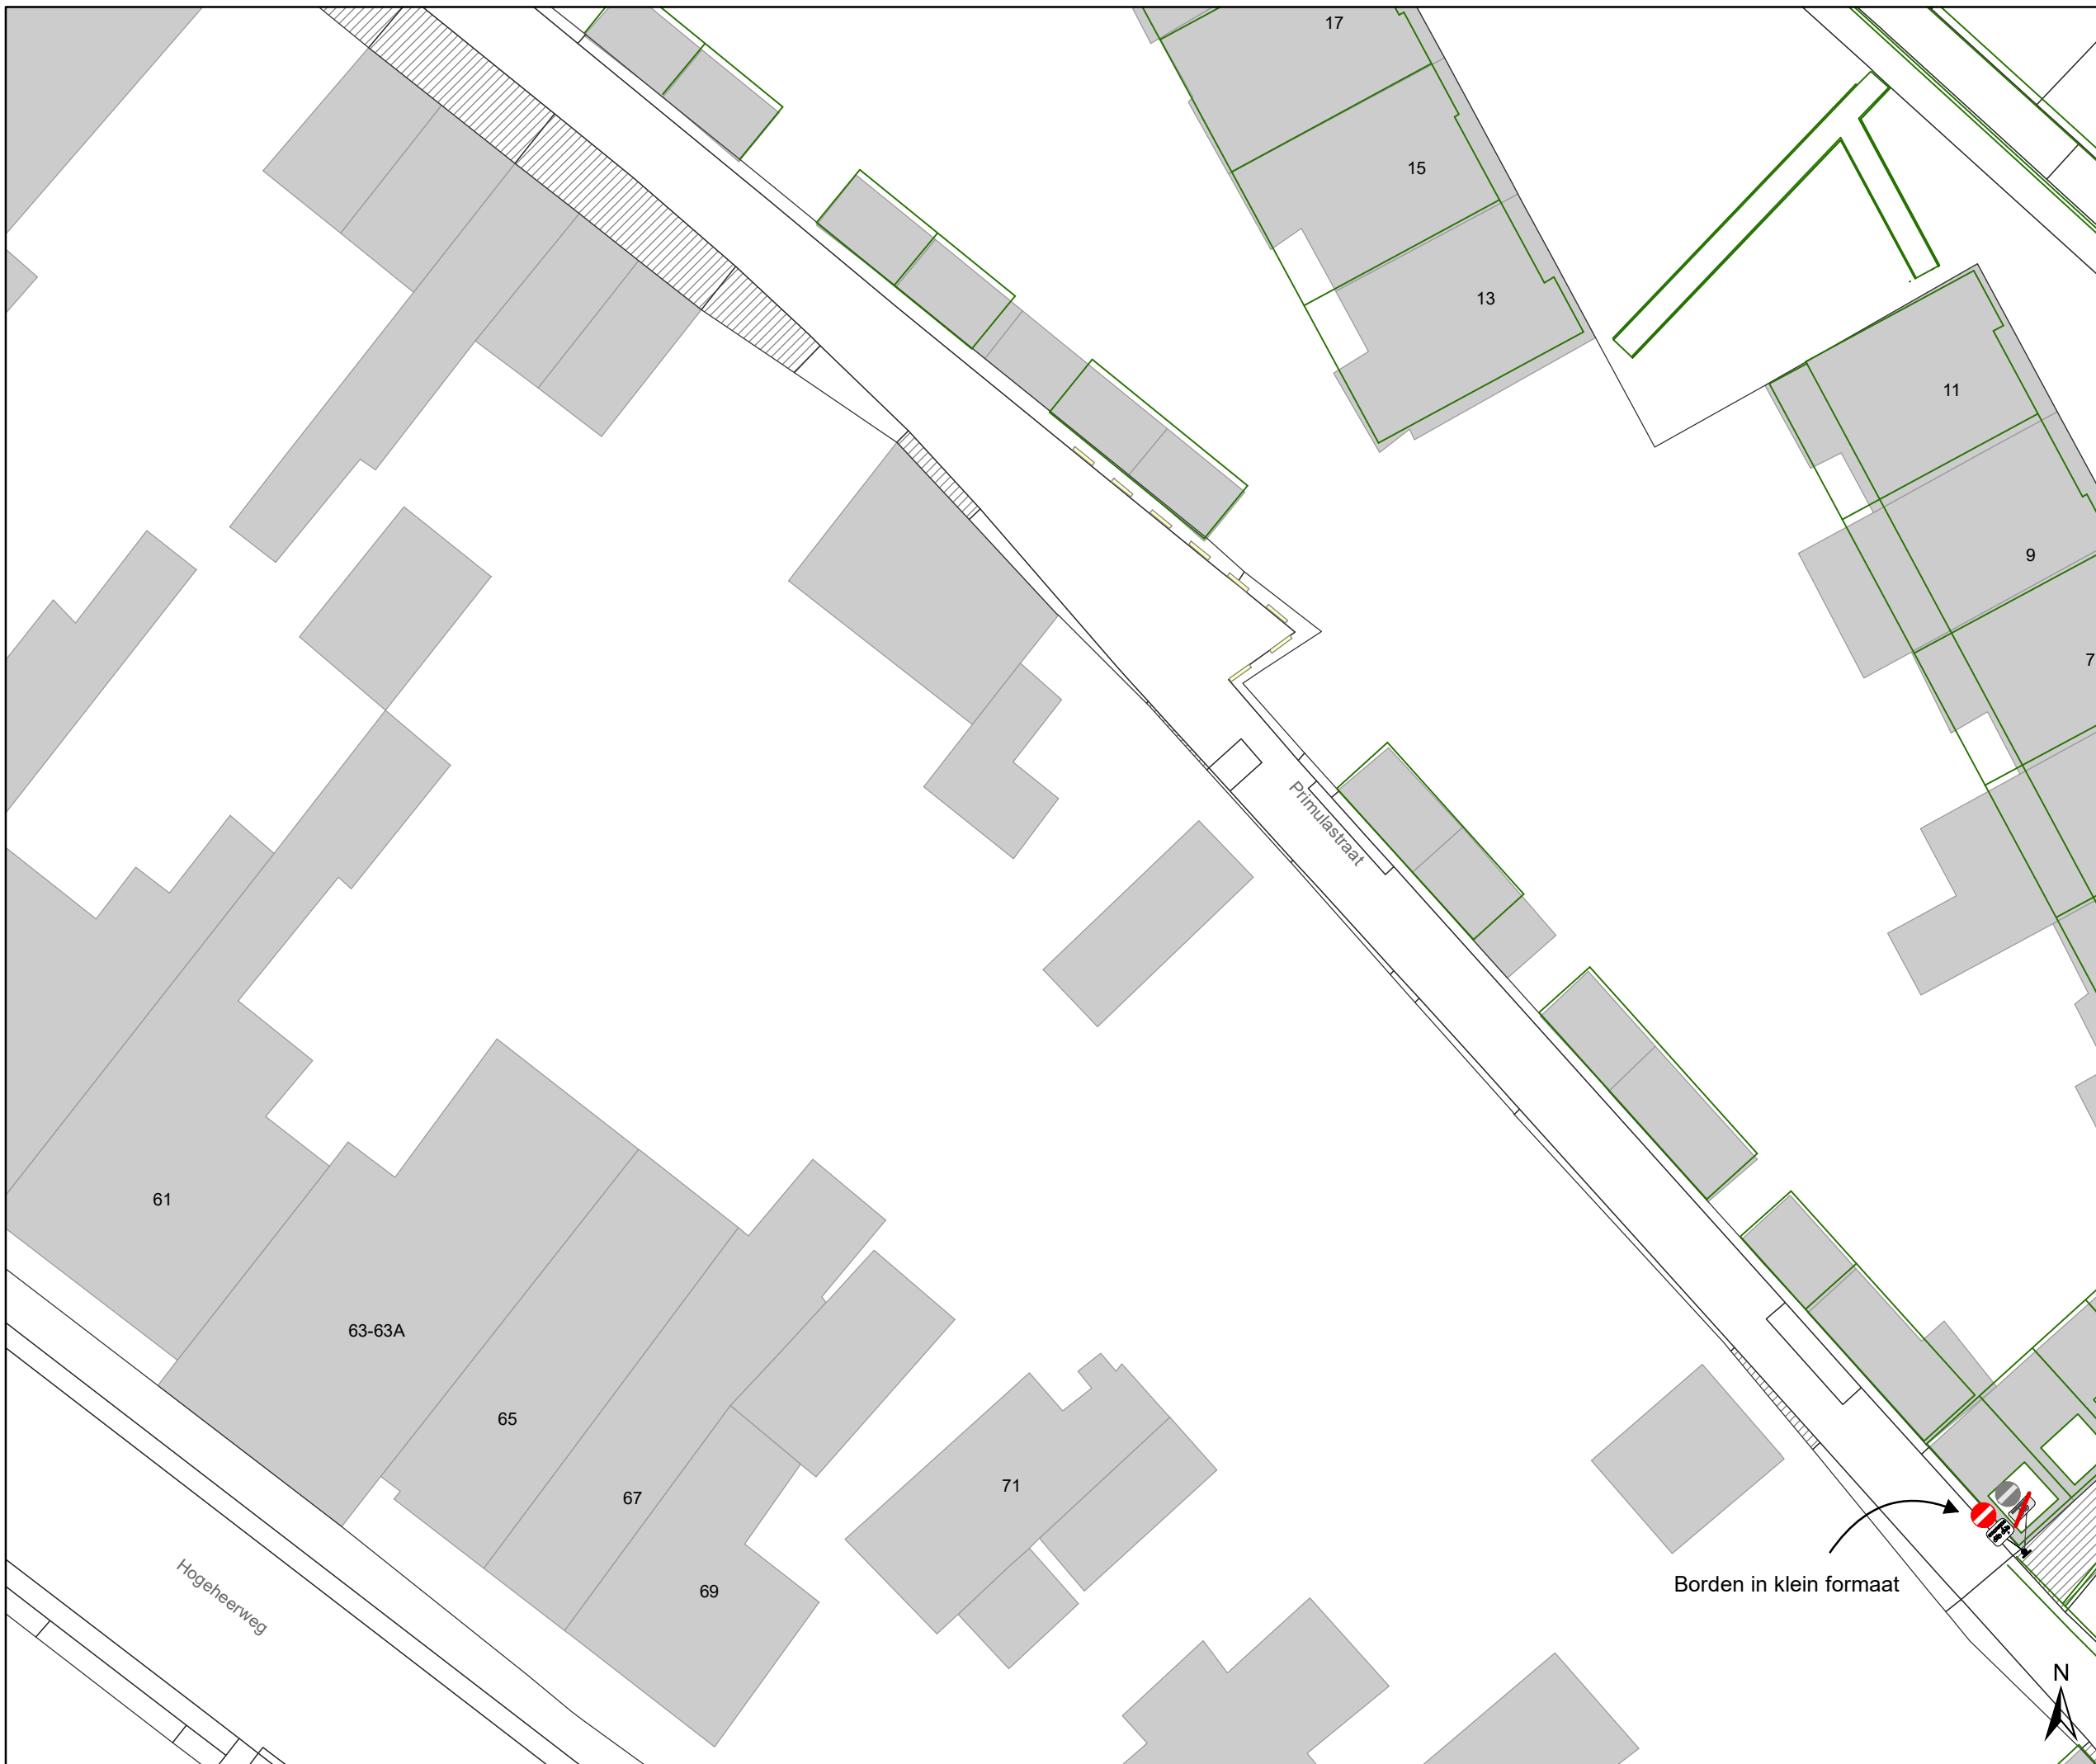 17
15
13
11
9
7
Primulastraat
61
63-63A
65
71
67
69
Borden in klein formaat
Hogeheerweg
N